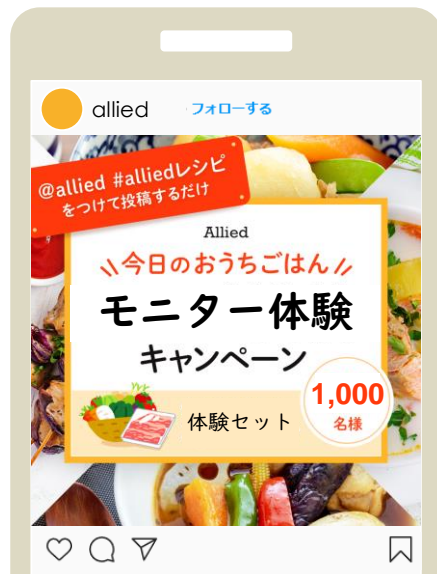 allied
フォローする
@allied #alliedレシピ
をつけて投稿するだけ
Allied
今日のおうちごはん
モニター体験
キャンペーン
体験セット
1,000
名様